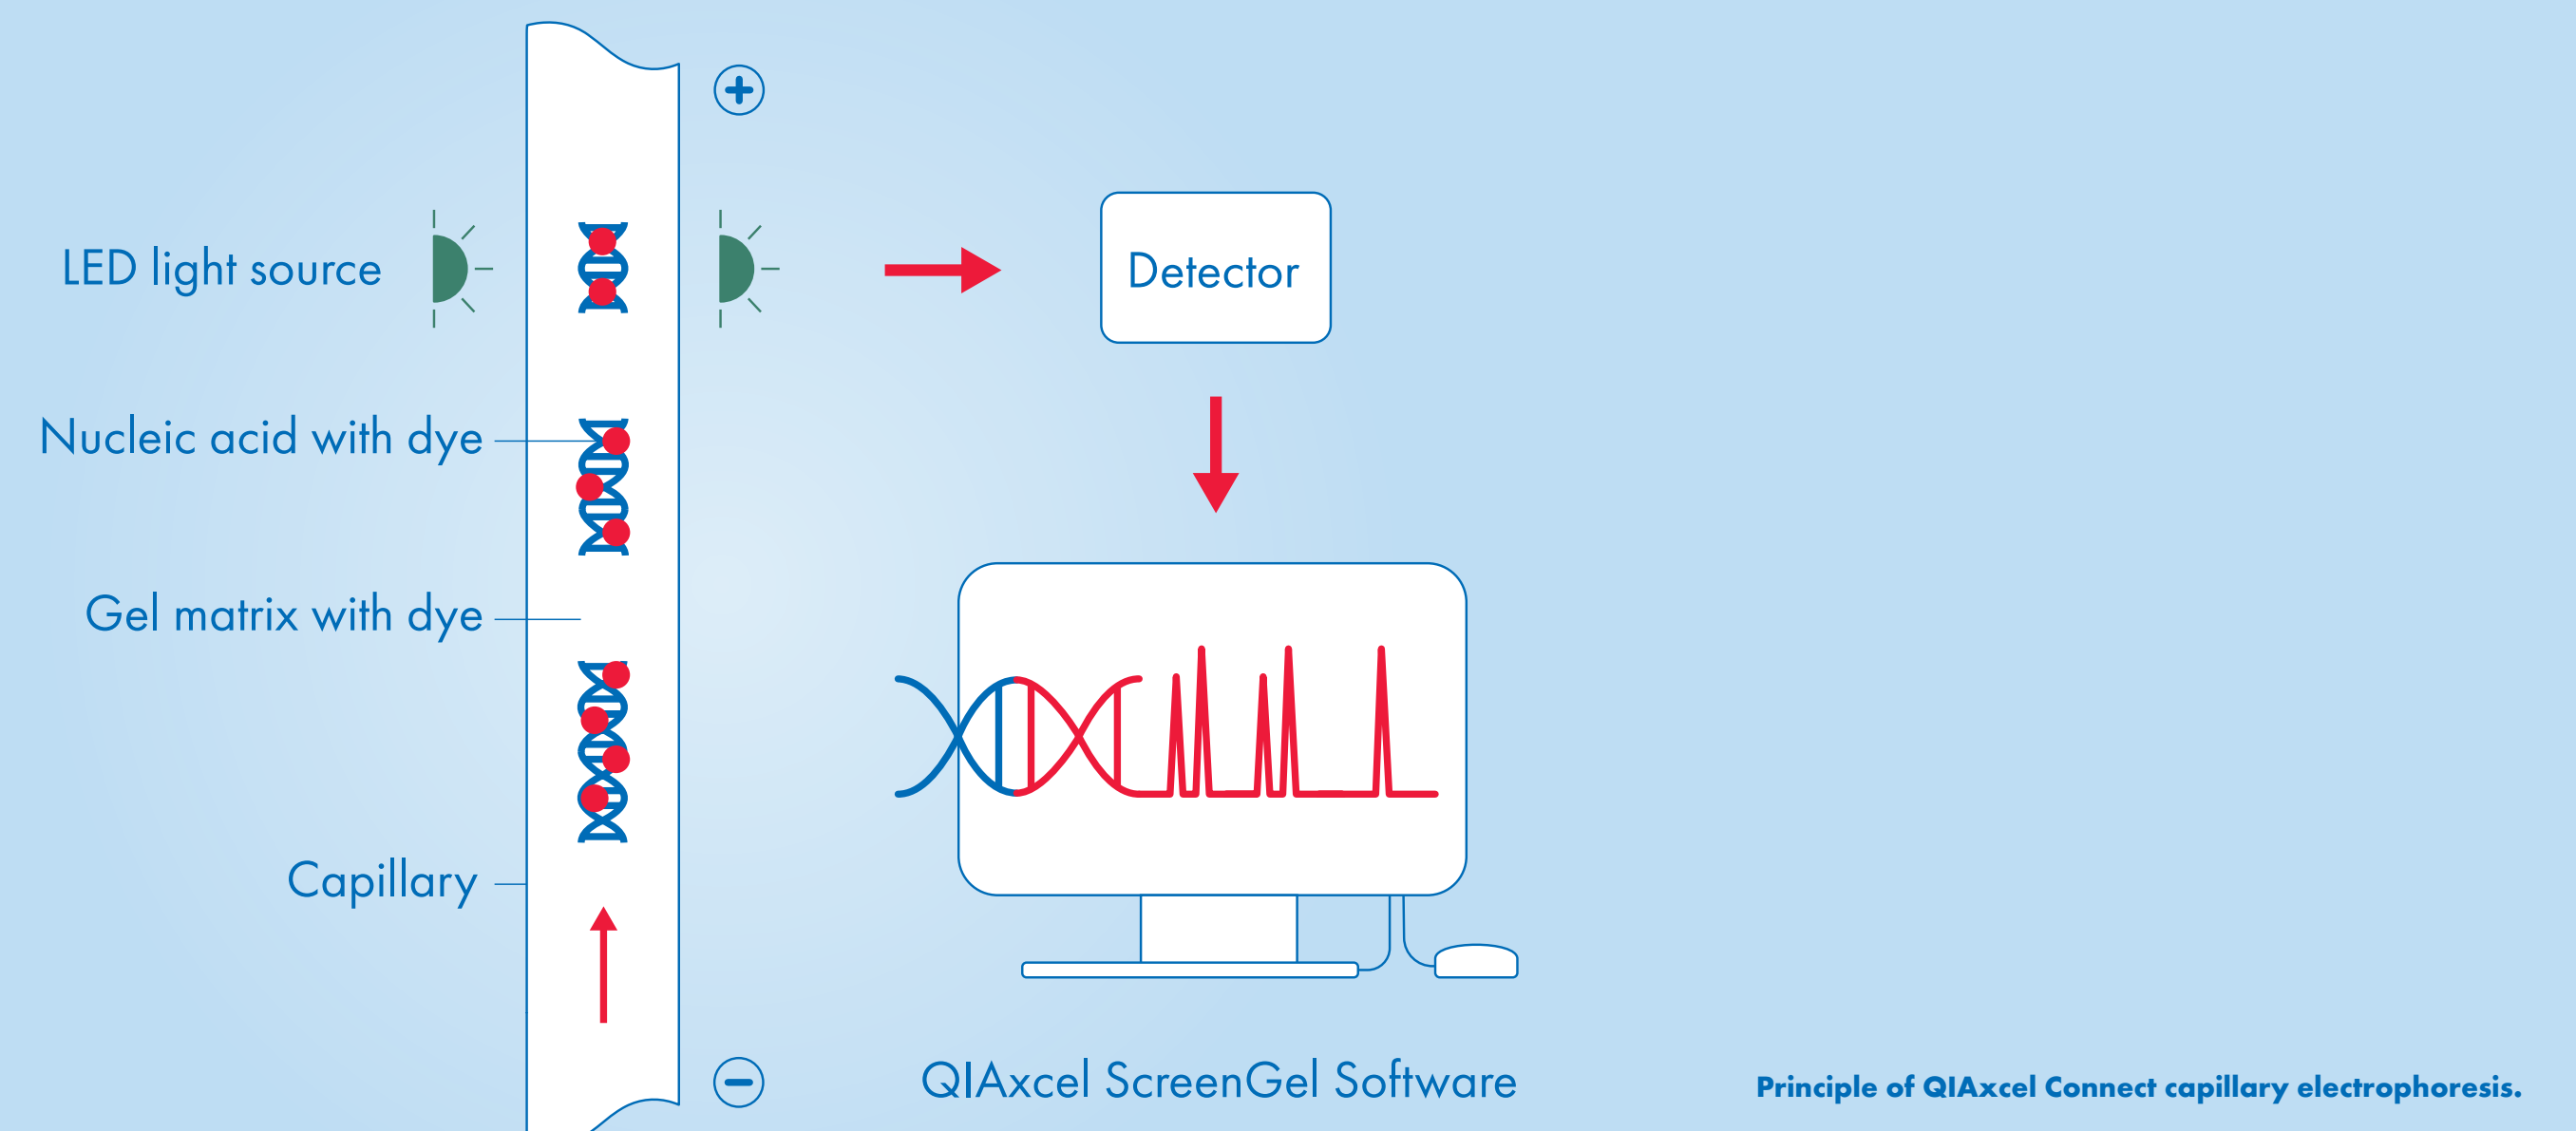 LED light source
Detector
Nucleic acid with dye
Gel matrix with dye
Capillary
QIAxcel ScreenGel Software
Principle of QIAxcel Connect capillary electrophoresis.